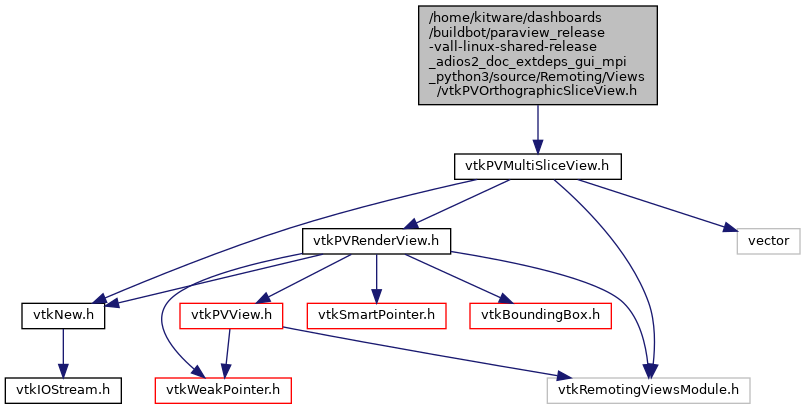 /home/kitware/dashboards
/buildbot/paraview_release
-vall-linux-shared-release
_adios2_doc_extdeps_gui_mpi
_python3/source/Remoting/Views
/vtkPVOrthographicSliceView.h
vtkPVMultiSliceView.h
vtkPVRenderView.h
vector
vtkNew.h
vtkPVView.h
vtkSmartPointer.h
vtkBoundingBox.h
vtkIOStream.h
vtkWeakPointer.h
vtkRemotingViewsModule.h